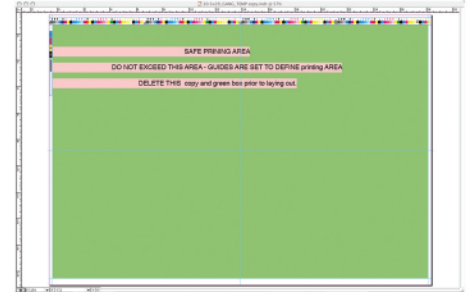 SAFE PRINING AREA
DO NOT EXCEED THIS AREA - GUIDES ARE SET TO DEFINE printing AREA
DELETE THIS copy and green box prior to laying out.